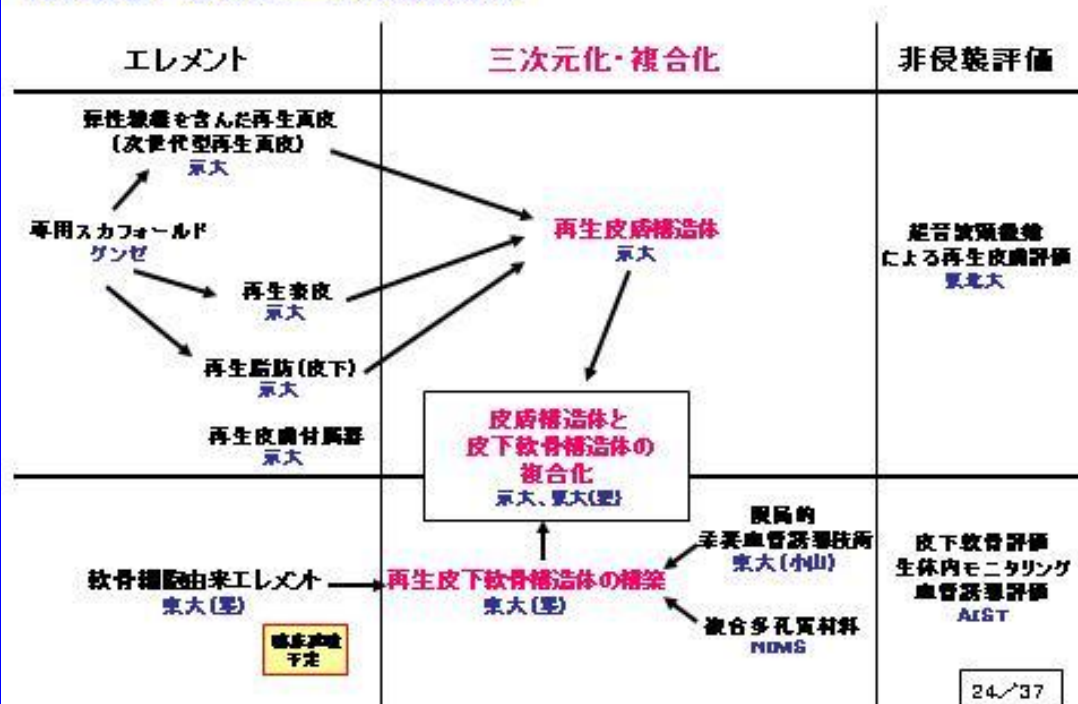 エレメント
三次元化・複合化
非侵襲評価
弾性線維を含んだ再生真皮
(次世代型再生真皮)
京大
専用スカフォールド
グンゼ
再生表皮
京大
再生脂肪(皮下)
京大
再生皮膚付属器
京大
再生皮膚構造体
京大
超音波顕微鏡
による再生皮膚評価
東北大
皮膚構造体と
皮下軟骨構造体の
複合化
京大、東大(星)
軟骨細胞由来エレメント
東大(星)
再生皮下軟骨構造体の構築
東大(星)
限局的
血管誘導技術
東大(小山)
複合多孔質材料
NIMS
皮下軟骨評価
生体内モニタリング
血管誘導評価
AIST
予定
24/37